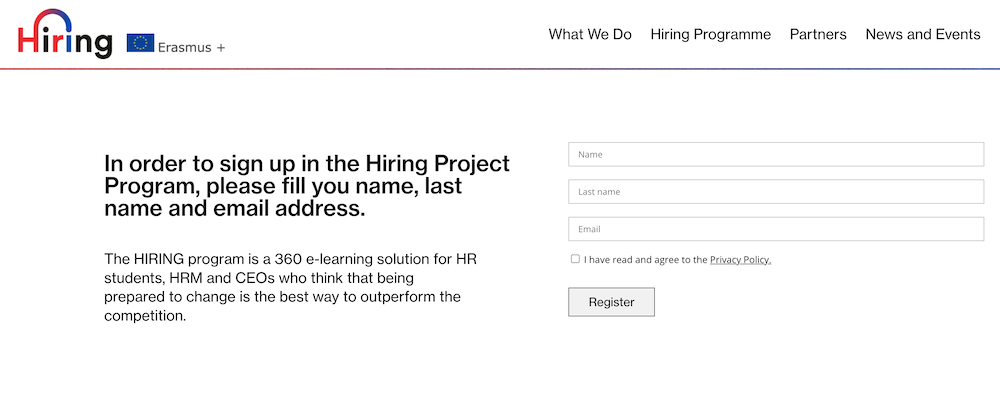 Hiring
Erasmus +
What We Do
Hiring Programme
Partners
News and Events
In order to sign up in the Hiring Project
Program, please fill you name, last
name and email address.
The HIRING program is a 360 e-learning solution for HR
students, HRM and CEOs who think that being
prepared to change is the best way to outperform the
competition.
Name
Last name
Email
I have read and agree to the Privacy Policy.
Register